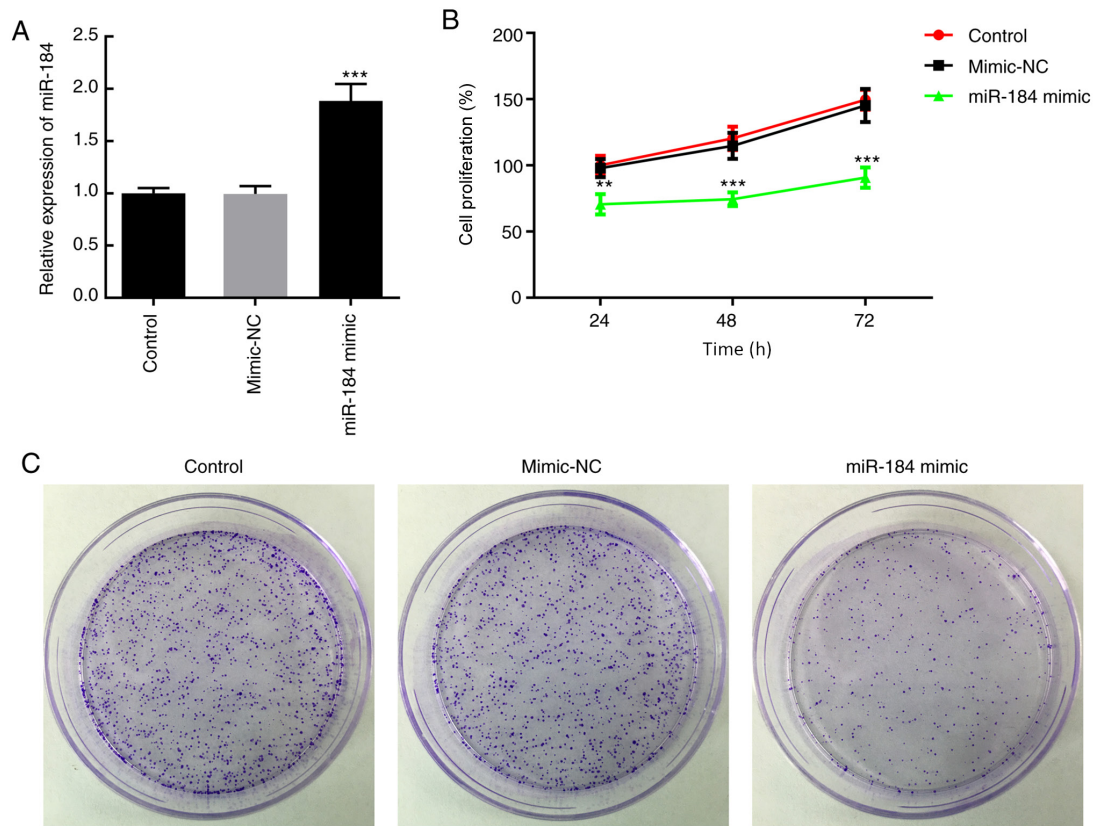 A
Relative expression of miR-184
2.5
2.0
1.5
1.0
0.5
0.0
***
Control
Mimic-NC
miR-184 mimic
B
Cell proliferation (%)
200
150
100
50
0
**
***
***
24
48
72
Time (h)
Control
Mimic-NC
miR-184 mimic
C
Control
Mimic-NC
miR-184 mimic